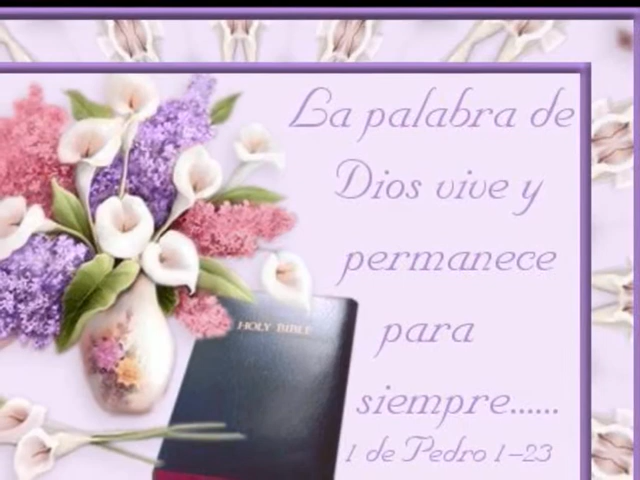 La palabra de
Dios vive y
permanece
para
siempre......
1 de Pedro 1-23
HOLY BIBLE